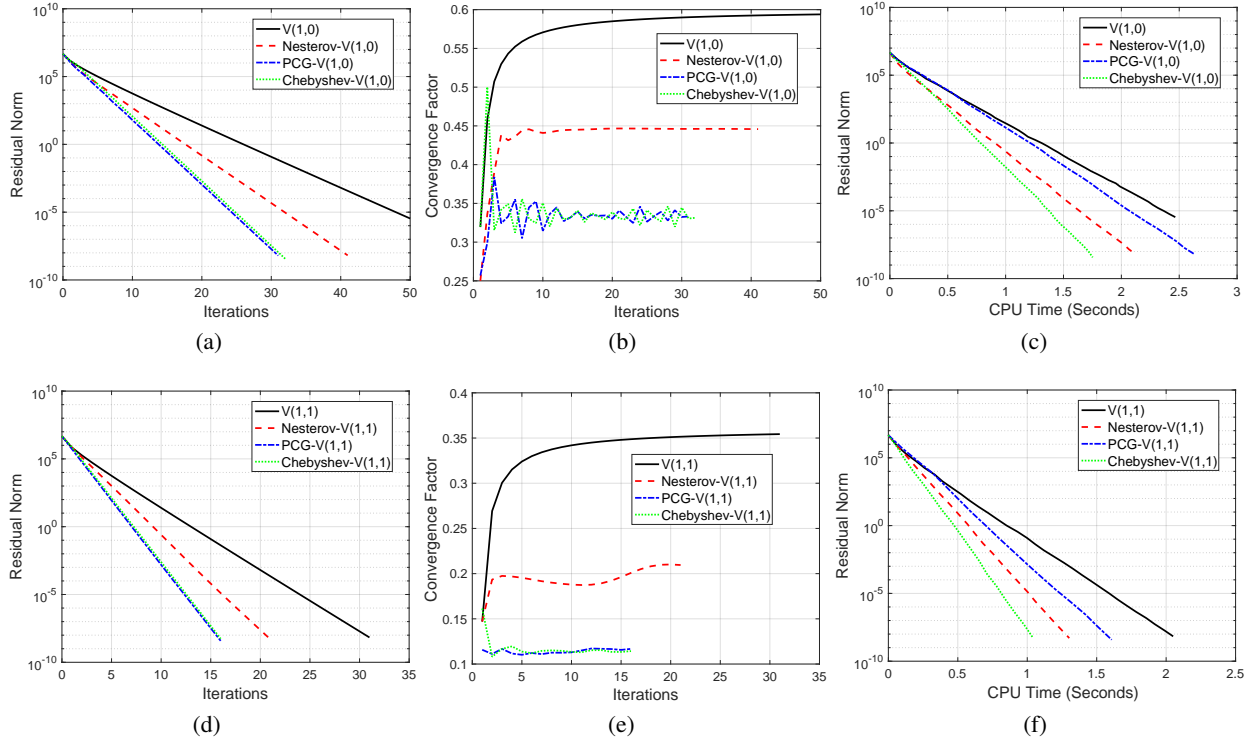 10^10
10^5
10^0
10^-5
10^-10
Residual Norm
0
10
20
30
40
50
Iterations
V(1,0)
Nesterov-V(1,0)
PCG-V(1,0)
Chebyshev-V(1,0)
(a)
0.6
0.55
0.5
0.45
0.4
0.35
0.3
0.25
Convergence Factor
0
10
20
30
40
50
Iterations
V(1,0)
Nesterov-V(1,0)
PCG-V(1,0)
Chebyshev-V(1,0)
(b)
10^10
10^5
10^0
10^-5
10^-10
Residual Norm
0
0.5
1
1.5
2
2.5
3
CPU Time (Seconds)
V(1,0)
Nesterov-V(1,0)
PCG-V(1,0)
Chebyshev-V(1,0)
(c)
10^10
10^5
10^0
10^-5
10^-10
Residual Norm
0
5
10
15
20
25
30
35
Iterations
V(1,1)
Nesterov-V(1,1)
PCG-V(1,1)
Chebyshev-V(1,1)
(d)
0.4
0.35
0.3
0.25
0.2
0.15
0.1
Convergence Factor
0
5
10
15
20
25
30
35
Iterations
V(1,1)
Nesterov-V(1,1)
PCG-V(1,1)
Chebyshev-V(1,1)
(e)
10^10
10^5
10^0
10^-5
10^-10
Residual Norm
0
0.5
1
1.5
2
2.5
CPU Time (Seconds)
V(1,1)
Nesterov-V(1,1)
PCG-V(1,1)
Chebyshev-V(1,1)
(f)